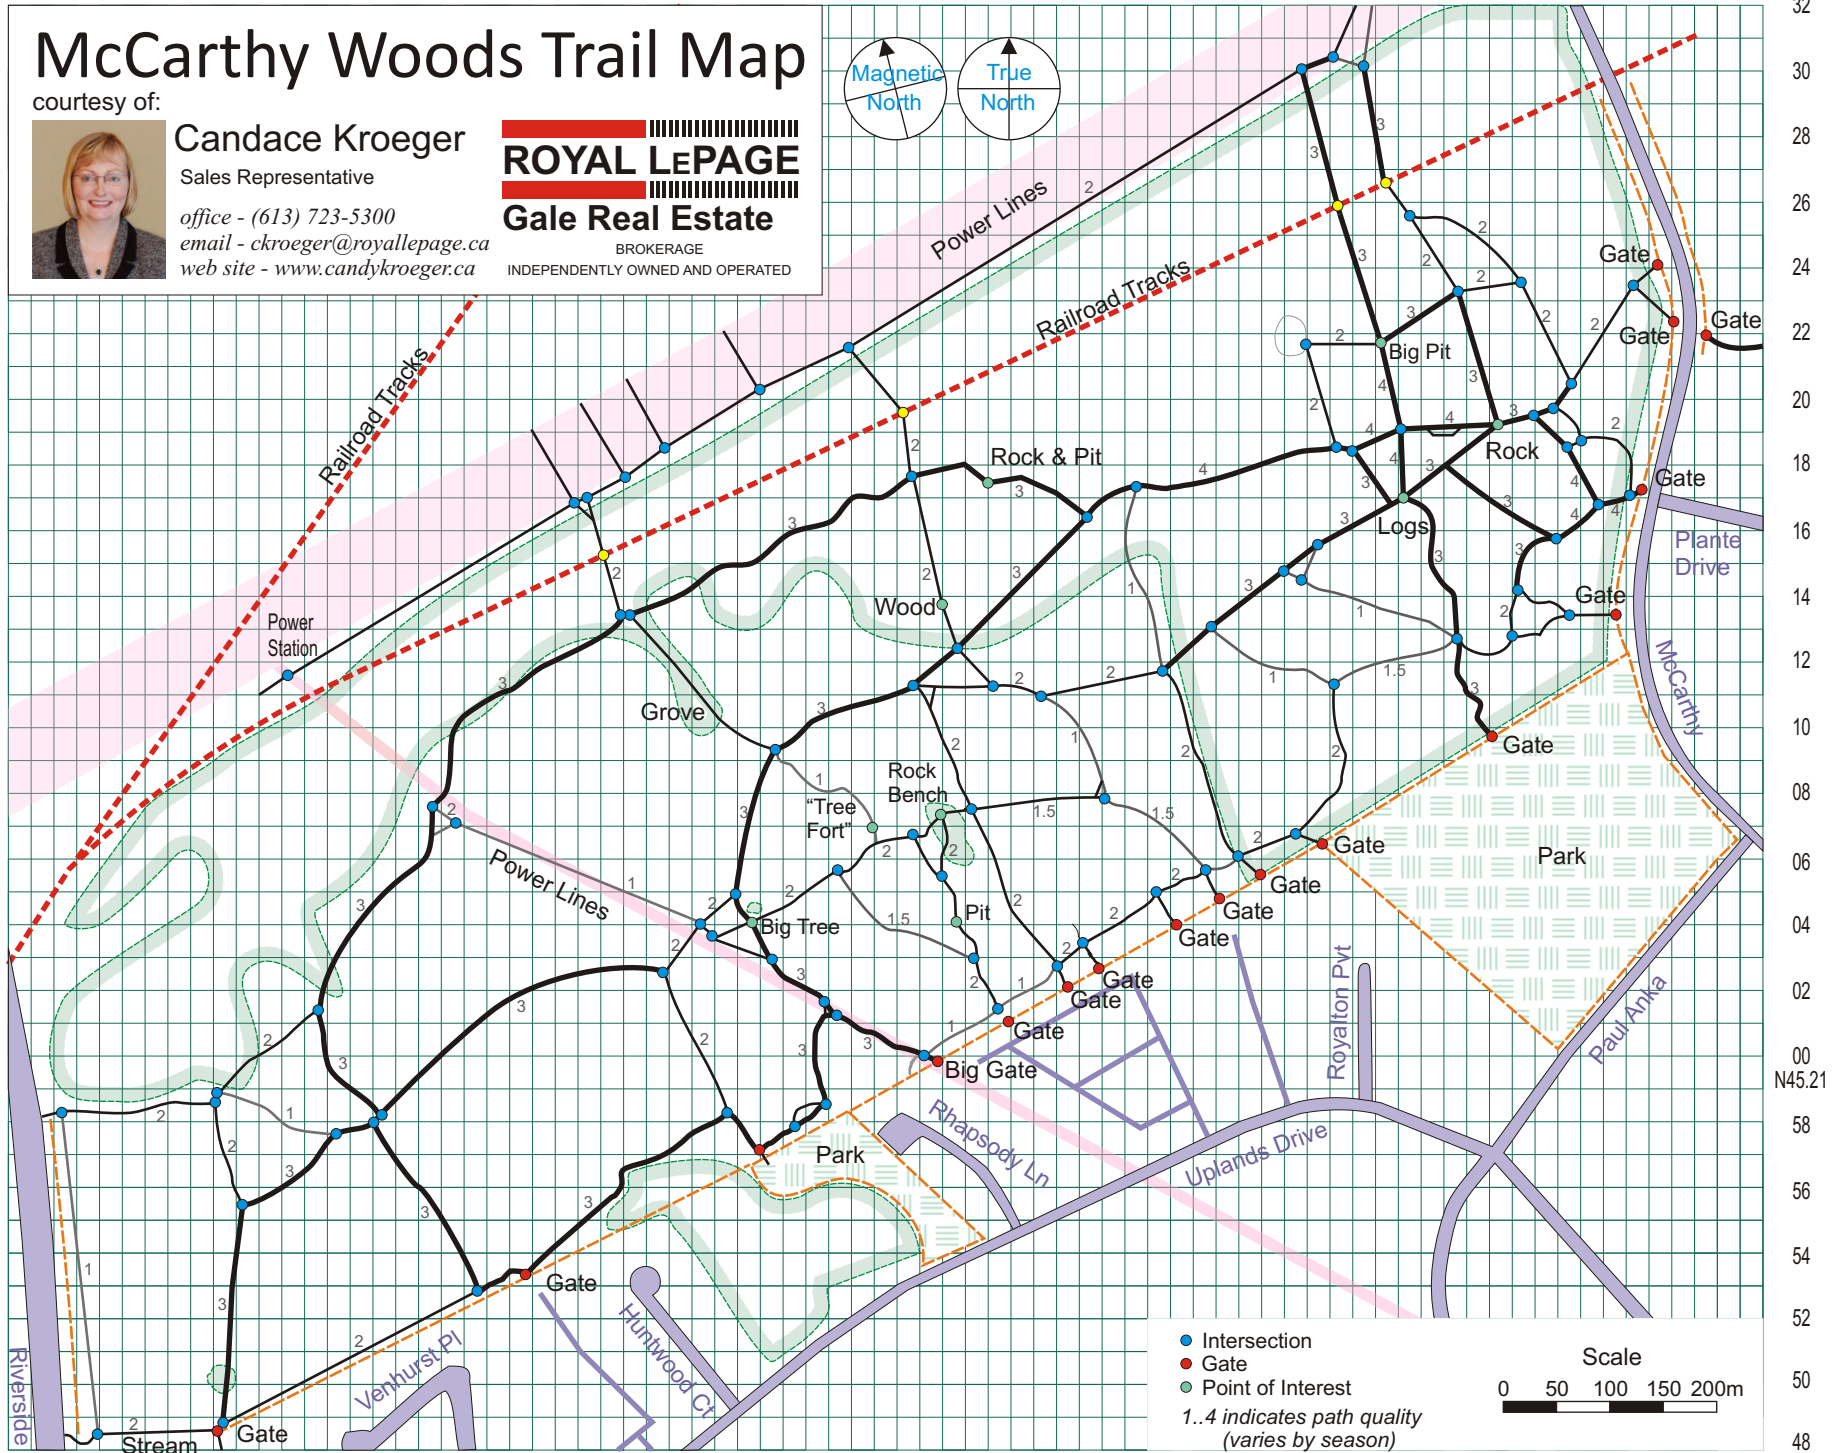 McCarthy Woods Trail Map
courtesy of:
Candace Kroeger
Sales Representative
office - (613) 723-5300
email - ckroeger@royallepage.ca
web site - www.candykroeger.ca
ROYAL LEPAGE
Gale Real Estate
BROKERAGE
INDEPENDENTLY OWNED AND OPERATED
Magnetic
North
True
North
32
30
28
26
24
22
20
18
16
14
12
10
08
06
04
02
00
N45.21
58
56
54
52
50
48
Power Lines
Railroad Tracks
Railroad Tracks
Power
Station
Gate
Gate
Gate
Big Pit
Rock
Rock & Pit
Gate
Logs
Plante
Drive
Wood
Gate
McCarthy
Grove
Gate
Rock
Bench
“Tree
Fort”
Gate
Park
Power Lines
Gate
Big Tree
Pit
Gate
Gate
Gate
Gate
Gate
Big Gate
Royalton Pvt
Paul Anka
Rhapsody Ln
Uplands Drive
Park
Gate
Huntwood Ct
Venhurst Pl
Riverside
Gate
Stream
Intersection
Gate
Point of Interest
1..4 indicates path quality
(varies by season)
Scale
0 50 100 150 200m